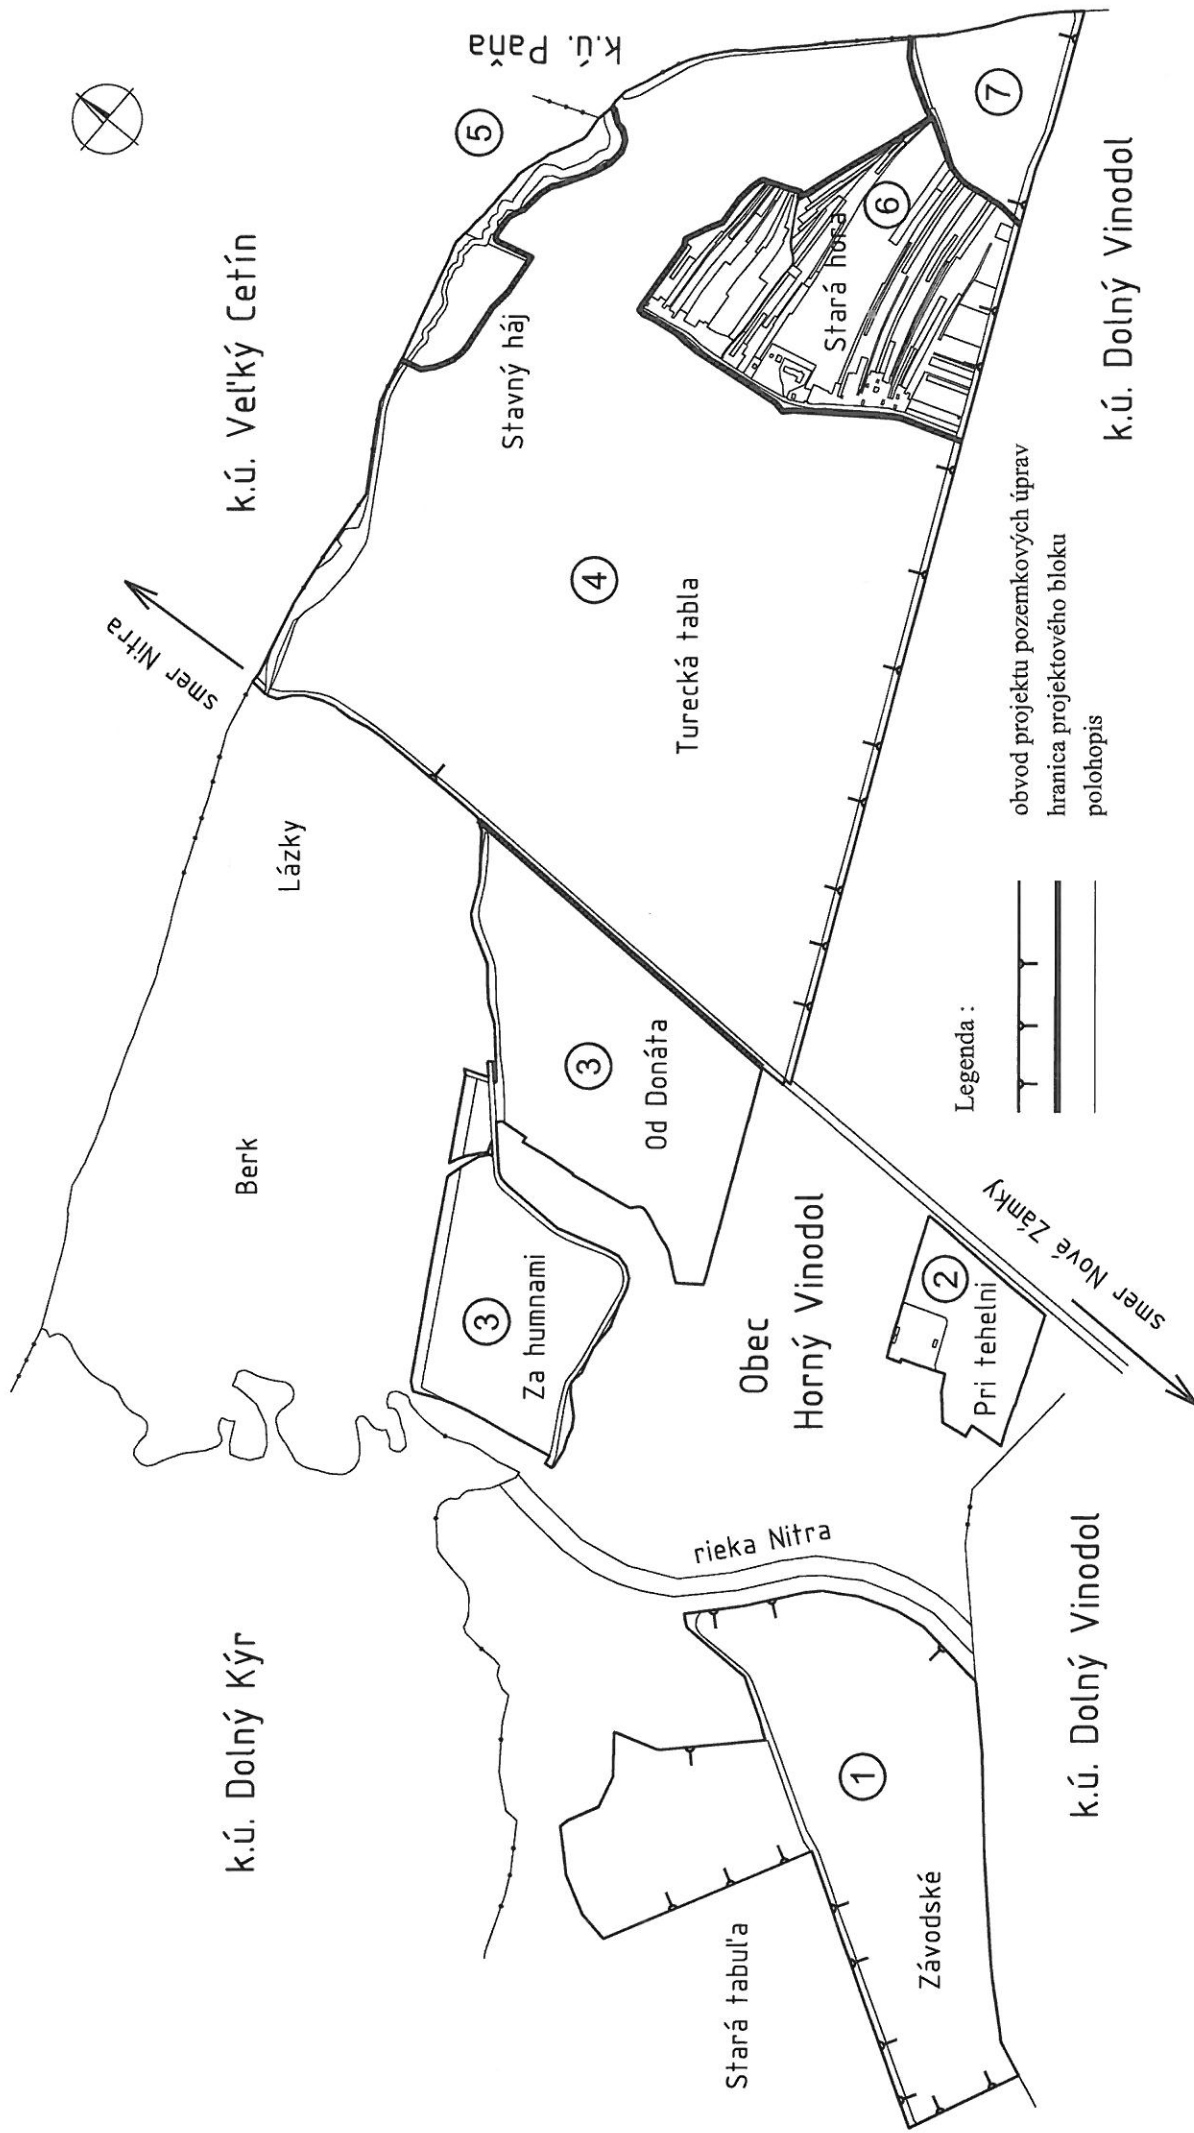 k.ú. Dolný Kýr
k.ú. Veľký Cetín
k.ú. Paňa
smer Nitra
5
Berk
Lázky
Stavný háj
3
Za humnami
3
Od Donáta
4
Turecká tabla
6
Stará hora
7
Stará tabuľa
rieka Nitra
Obec
Horný Vinodol
1
Závodské
2
Pri tehelni
smer Nové Zámky
k.ú. Dolný Vinodol
k.ú. Dolný Vinodol
Legenda :
obvod projektu pozemkových úprav
hranica projektového bloku
polohopis